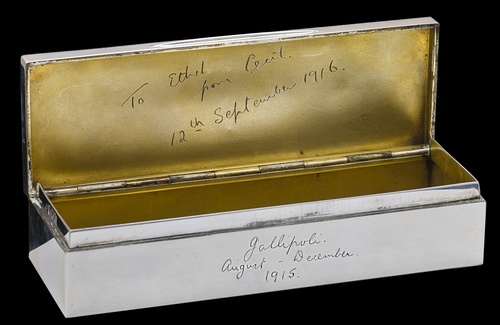 To Ethel
from Cecil.
12th September 1916.
Gallipoli.
August - December.
1915.